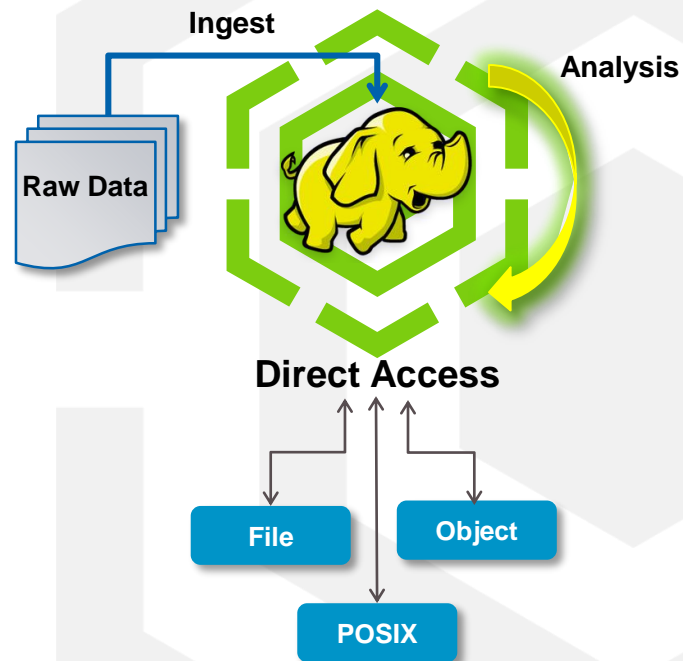 Ingest
Analysis
Raw Data
Direct Access
File
Object
POSIX